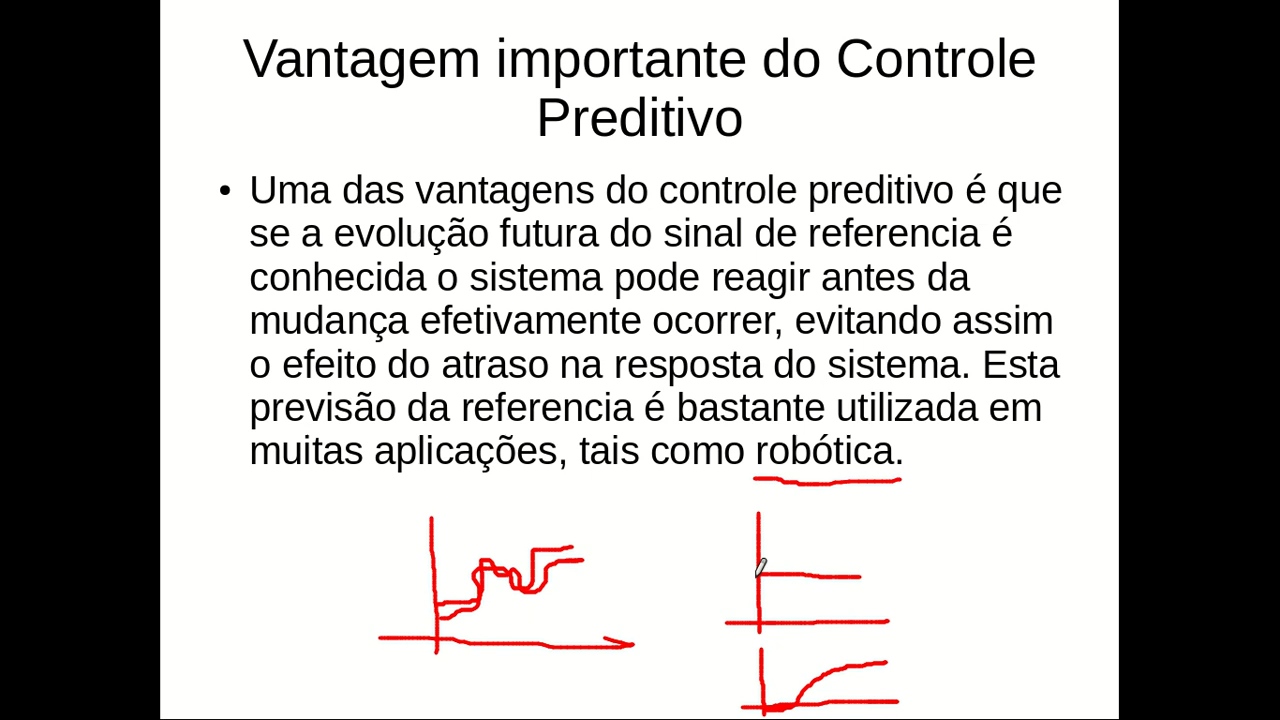 Vantagem importante do Controle
Preditivo
• Uma das vantagens do controle preditivo é que
se a evolução futura do sinal de referencia é
conhecida o sistema pode reagir antes da
mudança efetivamente ocorrer, evitando assim
o efeito do atraso na resposta do sistema. Esta
previsão da referencia é bastante utilizada em
muitas aplicações, tais como robótica.